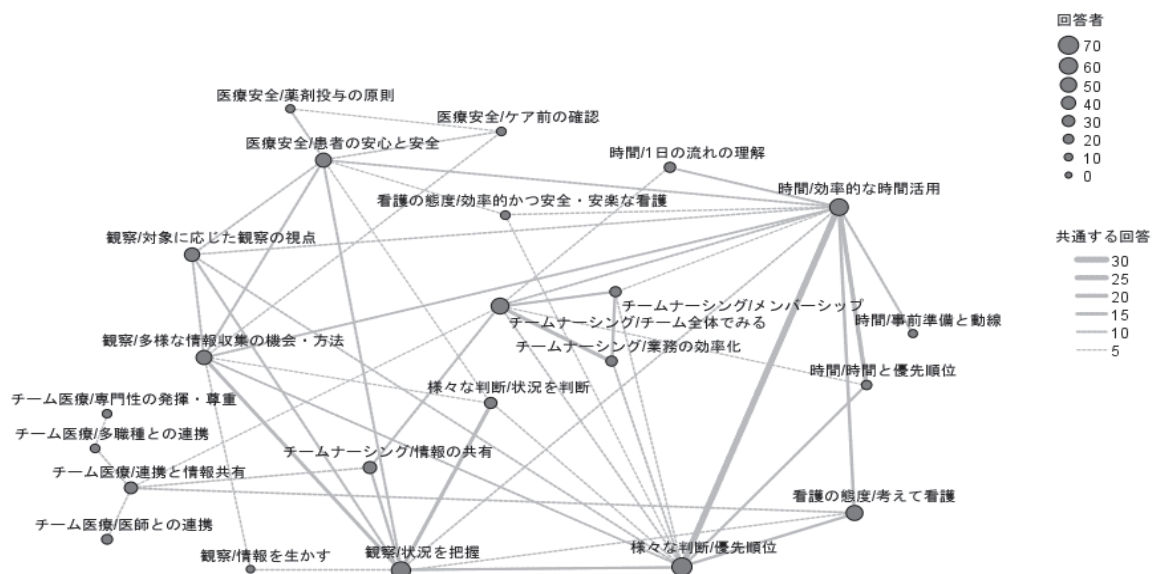 回答者
70
60
50
40
30
20
10
0
共通する回答
30
25
20
15
10
5
医療安全/薬剤投与の原則
医療安全/ケア前の確認
医療安全/患者の安心と安全
時間/1日の流れの理解
時間/効率的な時間活用
看護の態度/効率的かつ安全・安楽な看護
観察/対象に応じた観察の視点
チームナーシング/メンバーシップ
チームナーシング/チーム全体でみる
時間/事前準備と動線
観察/多様な情報収集の機会・方法
チームナーシング/業務の効率化
時間/時間と優先順位
様々な判断/状況を判断
チーム医療/専門性の発揮・尊重
チーム医療/多職種との連携
チームナーシング/情報の共有
チーム医療/連携と情報共有
看護の態度/考えて看護
チーム医療/医師との連携
観察/情報を生かす
観察/状況を把握
様々な判断/優先順位